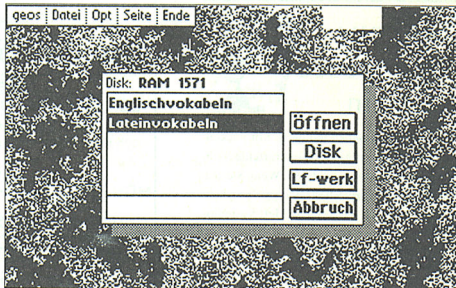 geos Datei Opt Seite Ende
Disk: RAM 1571
Englischvokabeln
Lateinvokabeln
Öffnen
Disk
Lf-werk
Abbruch